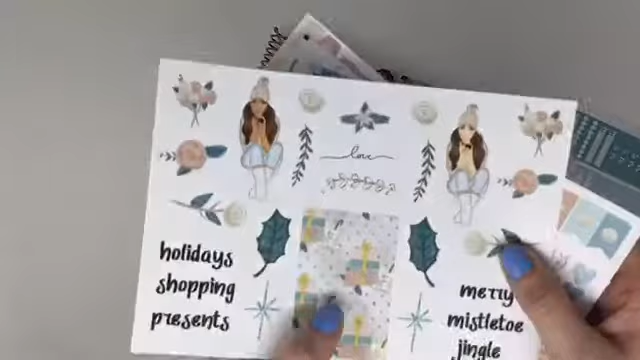 love
holidays
shopping
presents
merry
mistletoe
jingle